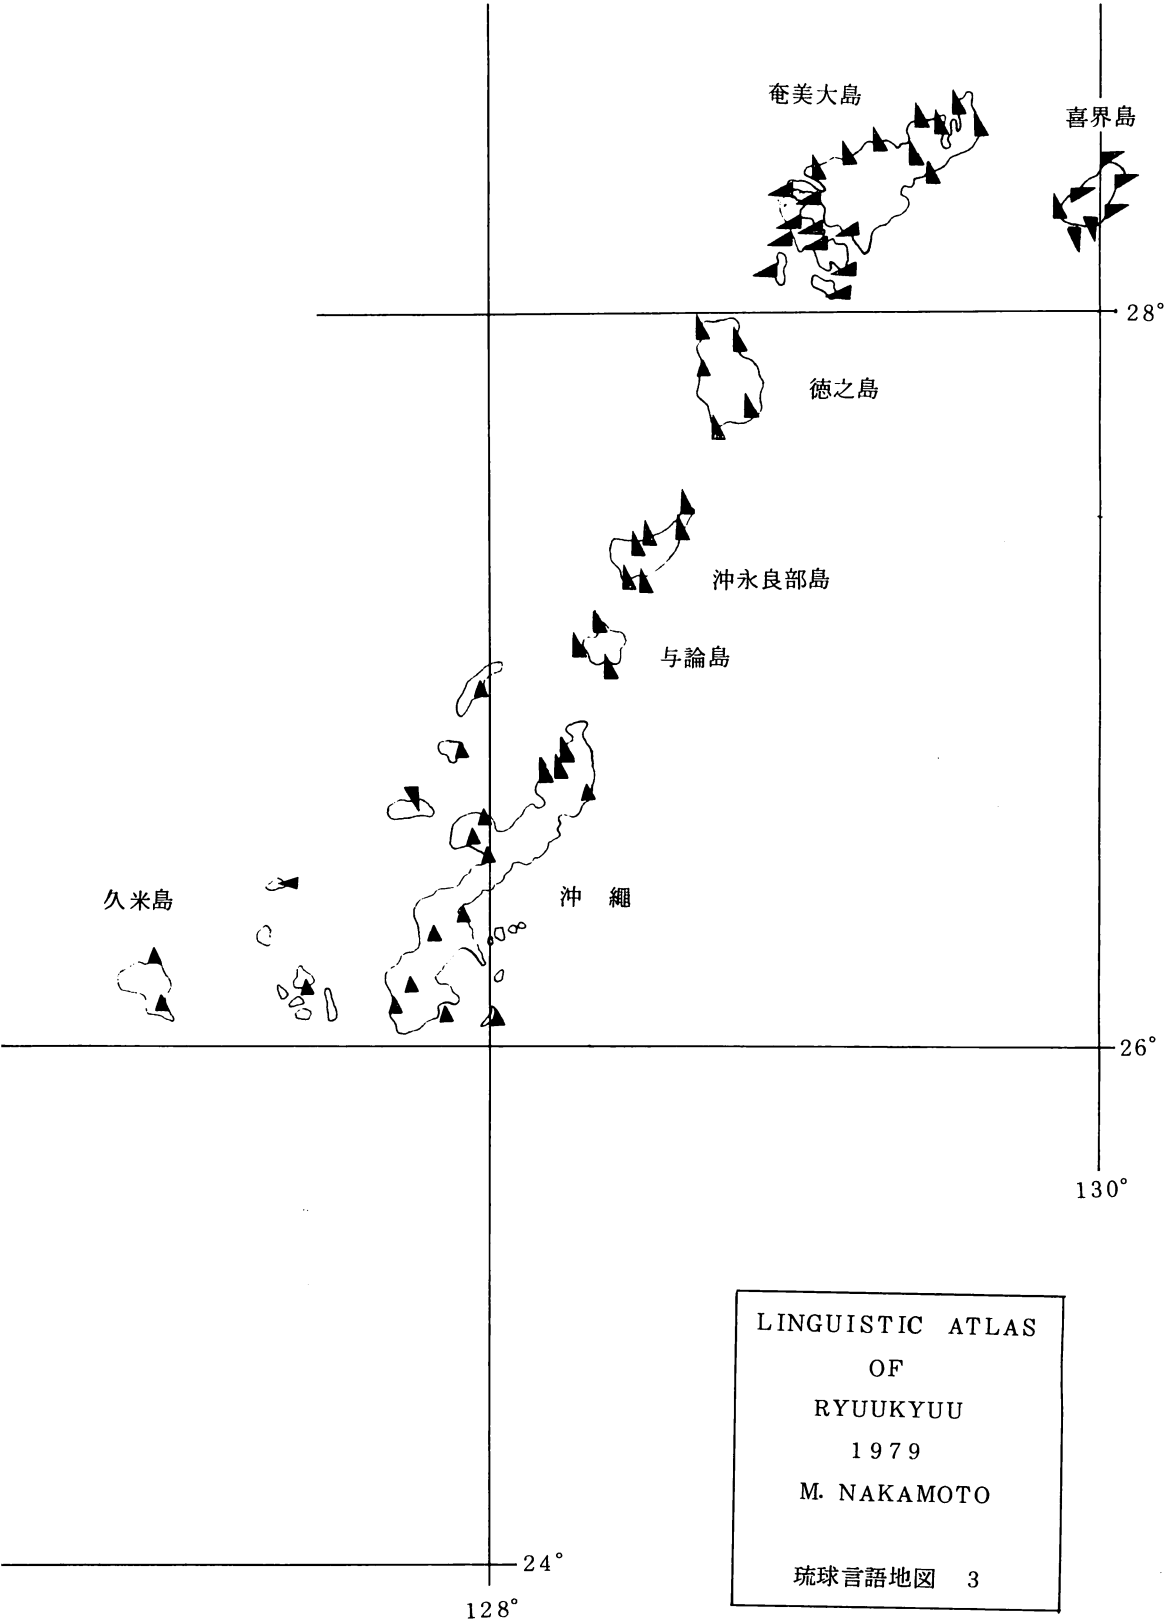 奄美大島
喜界島
28°
徳之島
沖永良部島
与論島
久米島
沖 縄
26°
130°
LINGUISTIC ATLAS
OF
RYUUKYUU
1979
M. NAKAMOTO
琉球言語地図 3
24°
128°